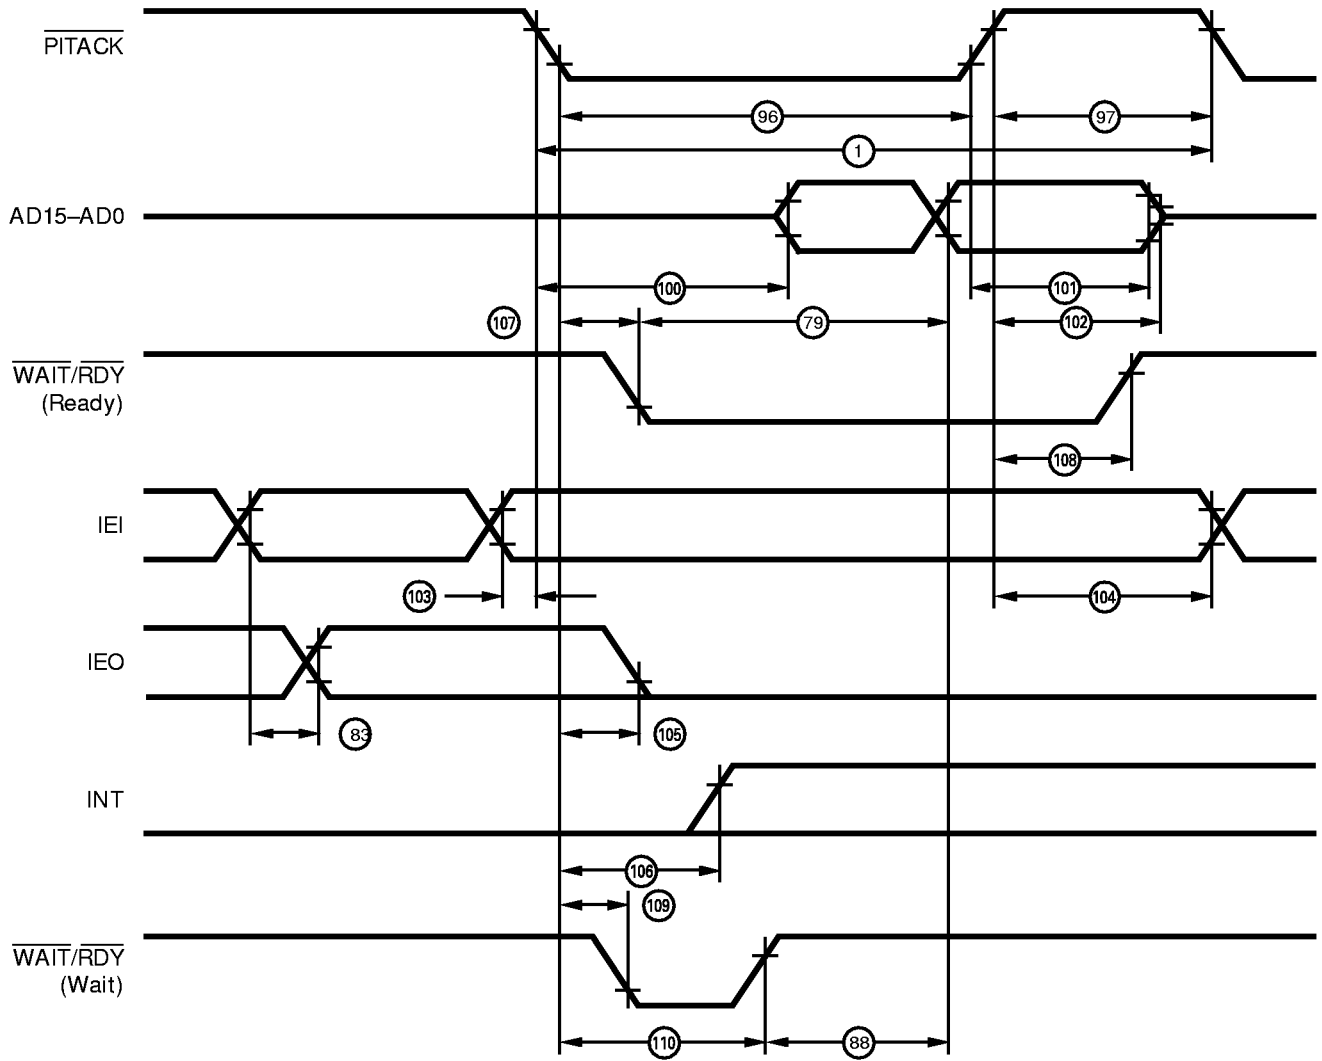 PITACK
96
97
1
AD15–AD0
100
101
107
79
102
WAIT/RDY
(Ready)
108
IEI
103
104
IEO
83
105
INT
106
109
WAIT/RDY
(Wait)
110
88